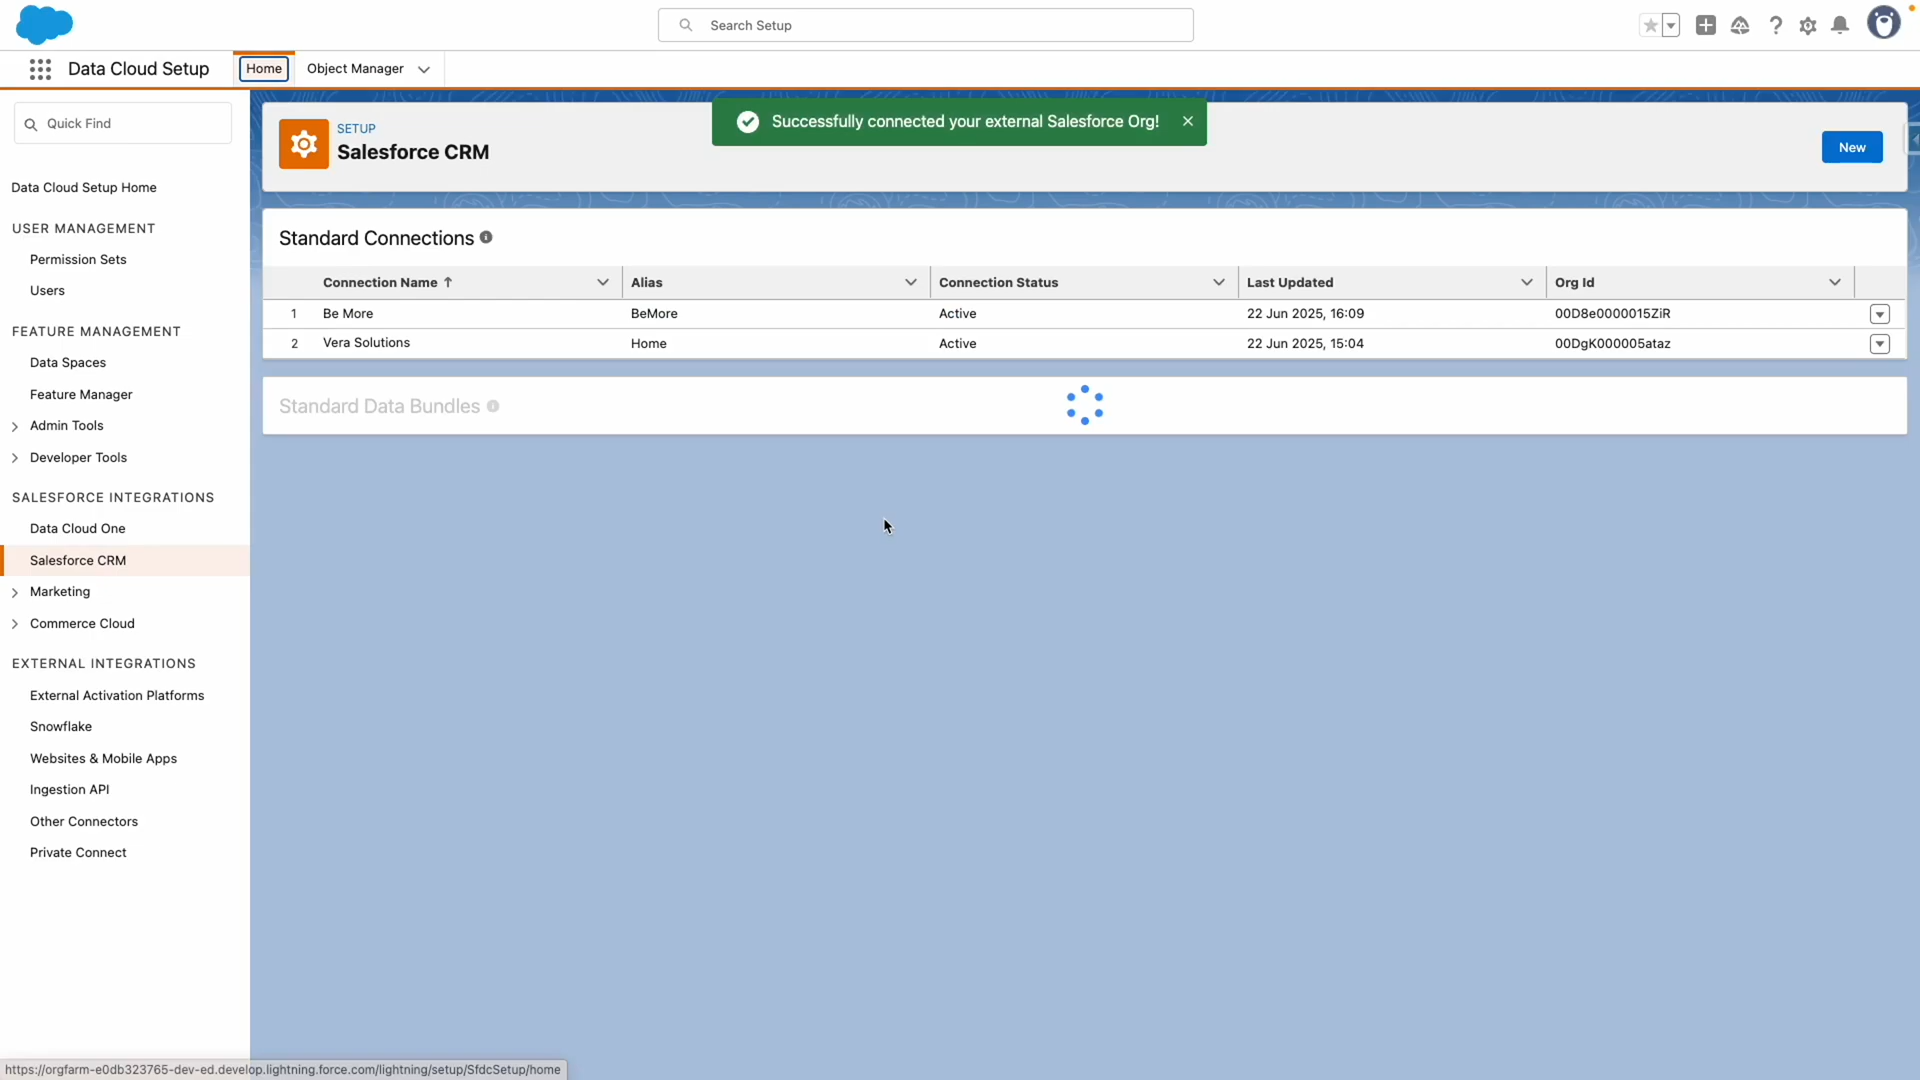 Search Setup
Data Cloud Setup
Home
Object Manager
Quick Find
Data Cloud Setup Home
USER MANAGEMENT
Permission Sets
Users
FEATURE MANAGEMENT
Data Spaces
Feature Manager
Admin Tools
Developer Tools
SALESFORCE INTEGRATIONS
Data Cloud One
Salesforce CRM
Marketing
Commerce Cloud
EXTERNAL INTEGRATIONS
External Activation Platforms
Snowflake
Websites & Mobile Apps
Ingestion API
Other Connectors
Private Connect
SETUP
Salesforce CRM
Successfully connected your external Salesforce Org!
New
Standard Connections
Connection Name ↑ Alias Connection Status Last Updated Org Id
1 Be More BeMore Active 22 Jun 2025, 16:09 00D8e0000015ZiR
2 Vera Solutions Home Active 22 Jun 2025, 15:04 00DgK000005ataz
Standard Data Bundles
https://orgfarm-e0db323765-dev-ed.develop.lightning.force.com/lightning/setup/SfdcSetup/home